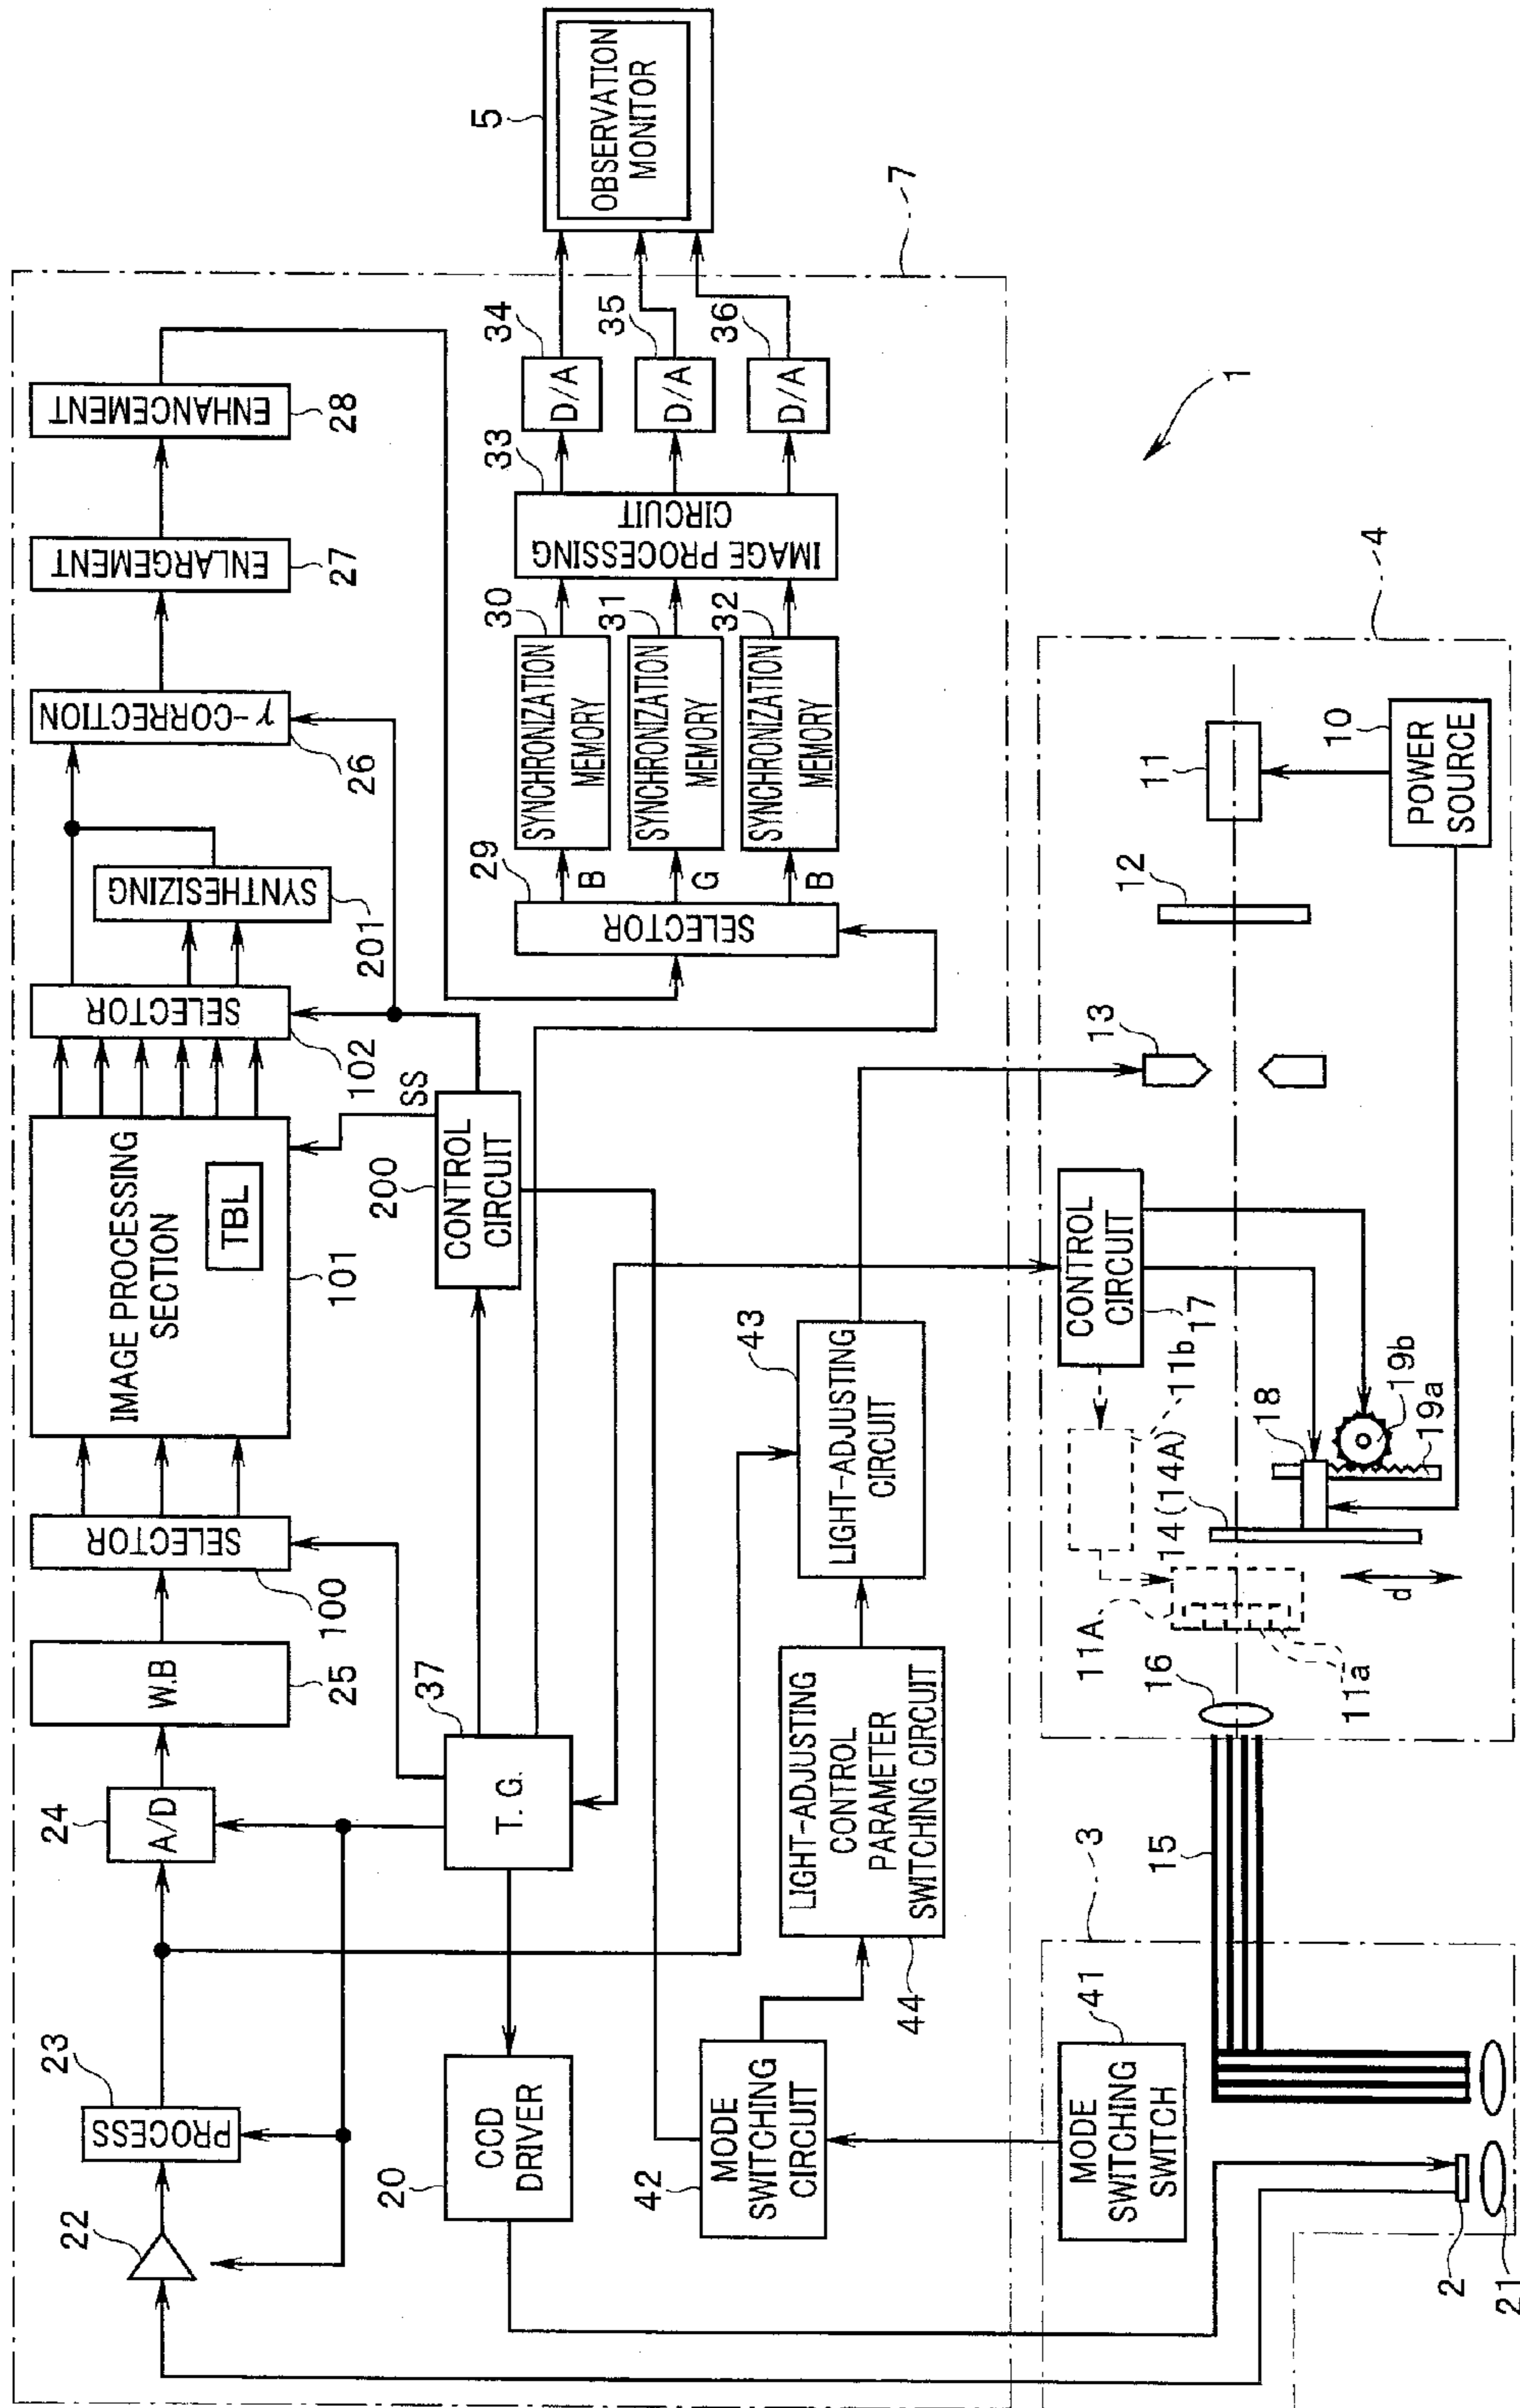 22
PROCESS
23
A/D
24
W.B
25
SELECTOR
100
IMAGE PROCESSING
SECTION
TBL
101
SELECTOR
102
SYNTHESIZING
201
γ-CORRECTION
26
ENLARGEMENT
27
ENHANCEMENT
28
SS
200
CONTROL
CIRCUIT
37
T. G.
20
CCD
DRIVER
29
SELECTOR
B
G
B
30
SYNCHRONIZATION
MEMORY
31
SYNCHRONIZATION
MEMORY
32
SYNCHRONIZATION
MEMORY
33
IMAGE PROCESSING
CIRCUIT
34
D/A
35
D/A
36
D/A
5
OBSERVATION
MONITOR
7
42
MODE
SWITCHING
CIRCUIT
44
LIGHT-ADJUSTING
CONTROL
PARAMETER
SWITCHING CIRCUIT
43
LIGHT-ADJUSTING
CIRCUIT
1
3
41
MODE
SWITCHING
SWITCH
2
21
15
16
4
11A
11a
11b
14(14A)
d
17
CONTROL
CIRCUIT
18
19b
19a
13
12
11
10
POWER
SOURCE